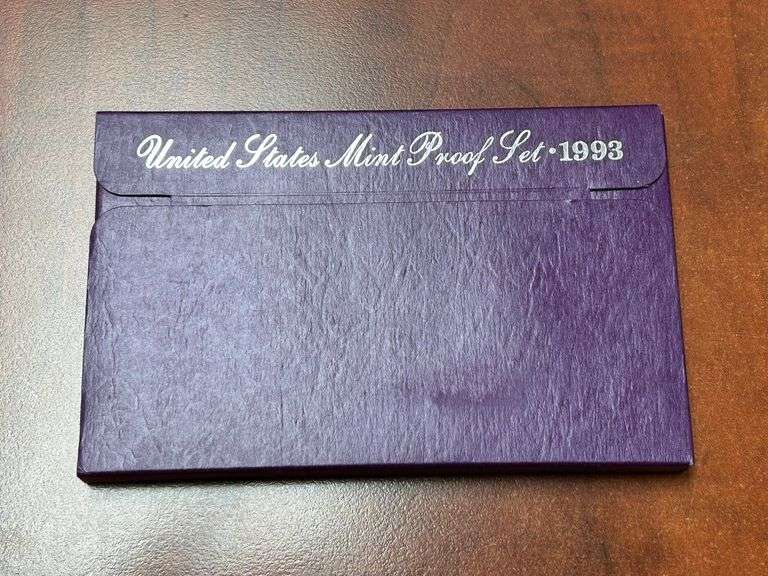 United States Mint Proof Set • 1993